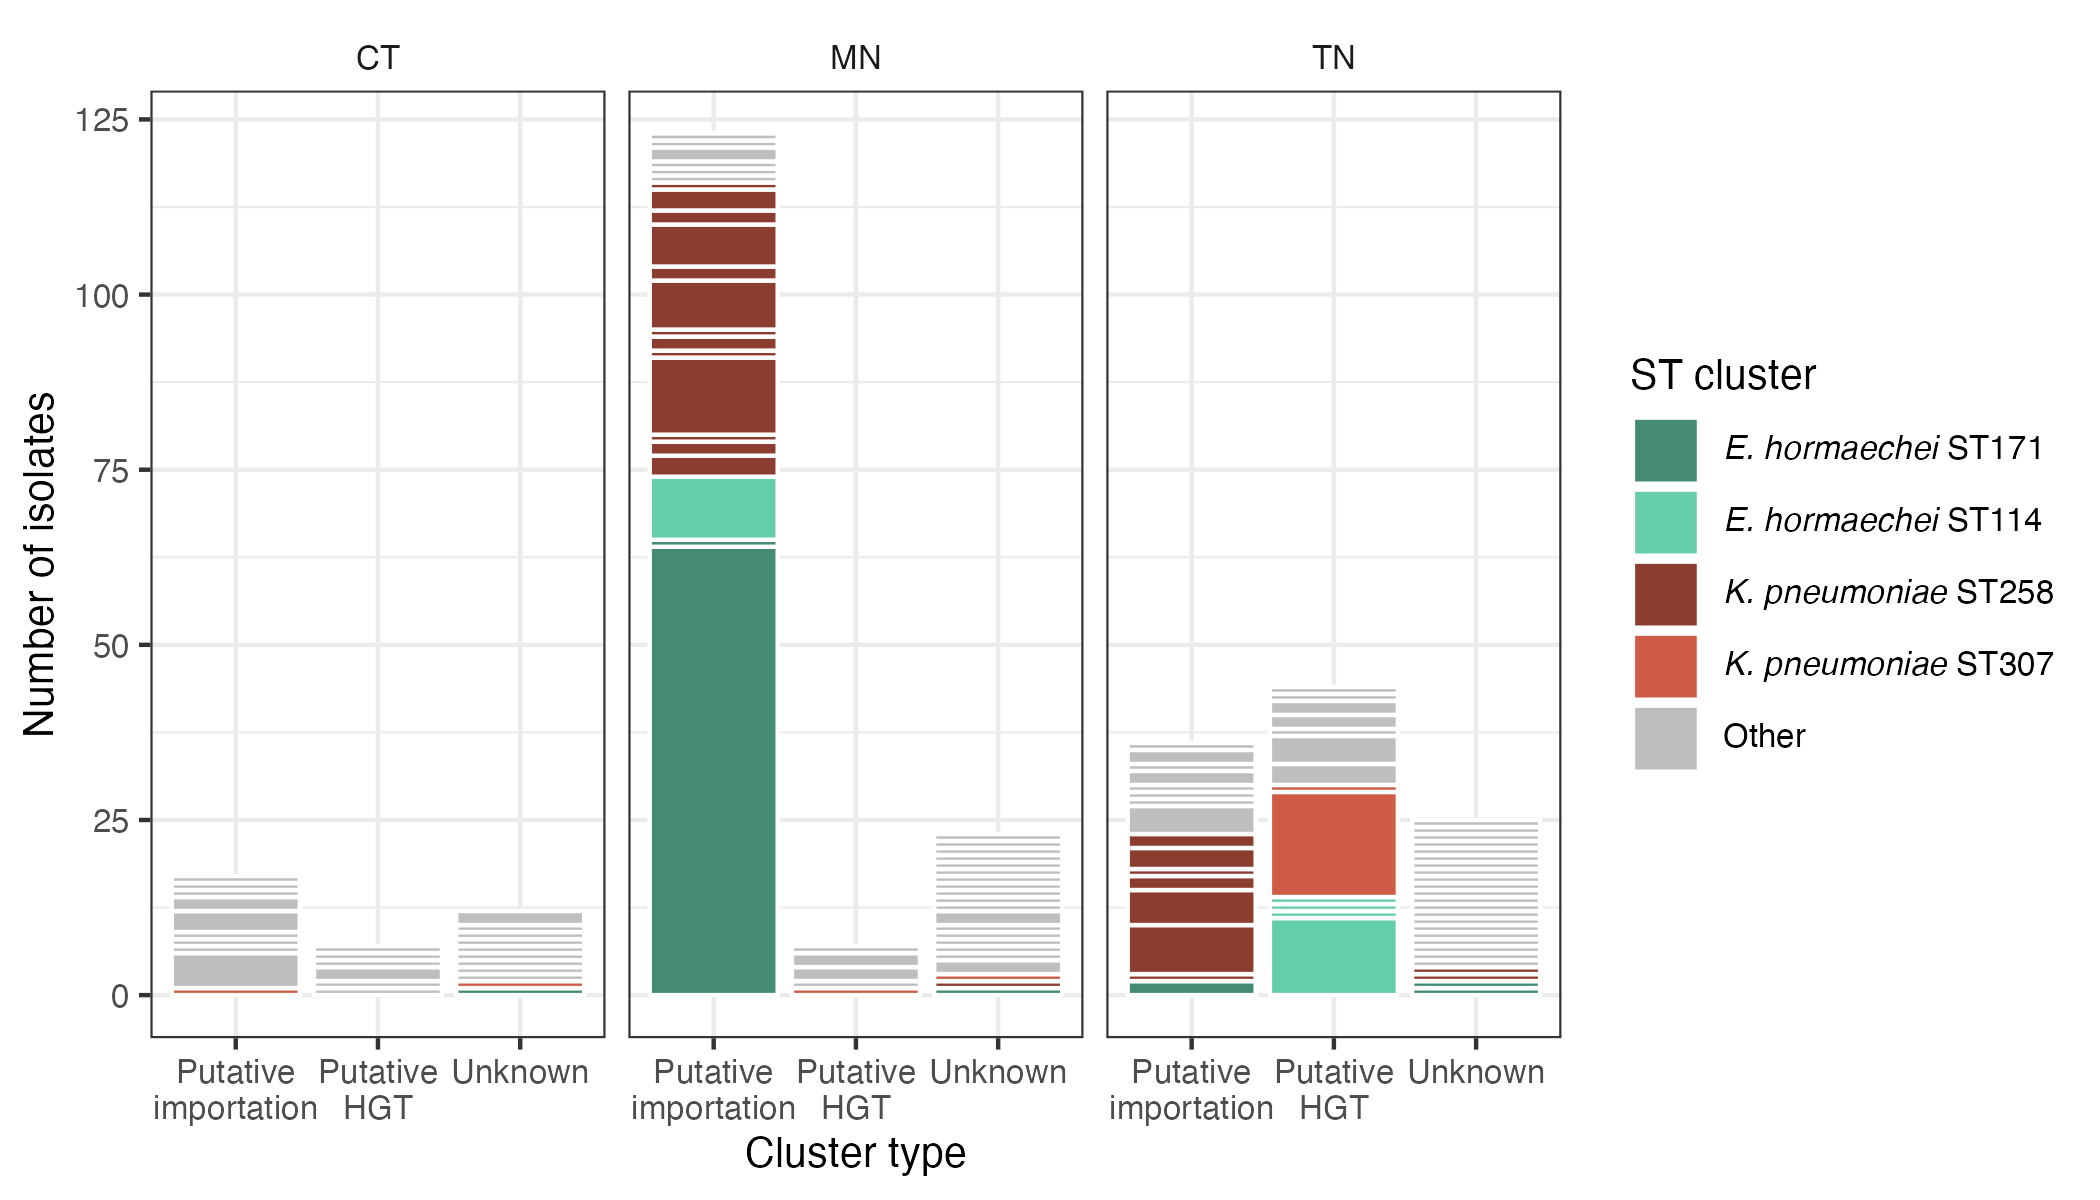 CT
MN
TN
125
100
75
50
25
0
Number of isolates
Putative importation
Putative HGT
Unknown
Putative importation
Putative HGT
Unknown
Putative importation
Putative HGT
Unknown
Cluster type
ST cluster
E. hormaechei ST171
E. hormaechei ST114
K. pneumoniae ST258
K. pneumoniae ST307
Other